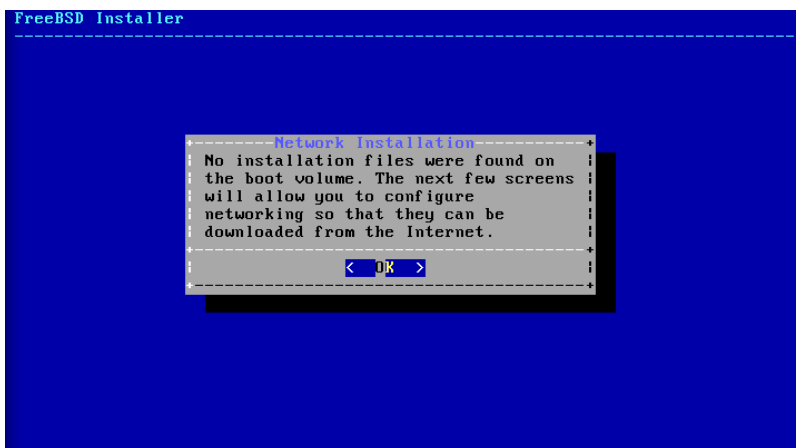 FreeBSD Installer
Network Installation
No installation files were found on
the boot volume. The next few screens
will allow you to configure
networking so that they can be
downloaded from the Internet.
< OK >